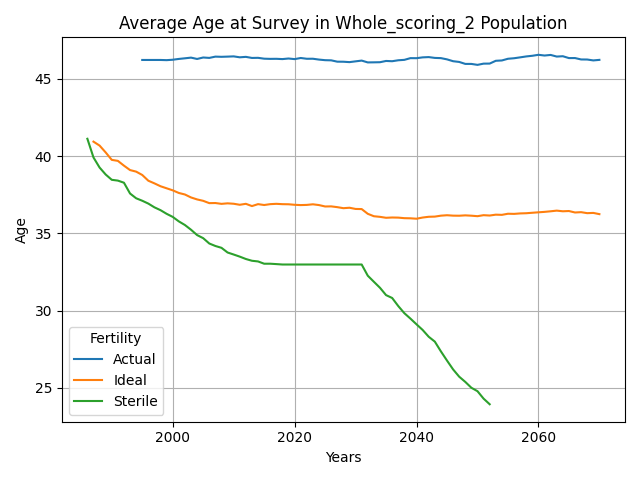 Average Age at Survey in Whole_scoring_2 Population
Age
45
40
35
30
25
Fertility
Actual
Ideal
Sterile
2000
2020
2040
2060
Years